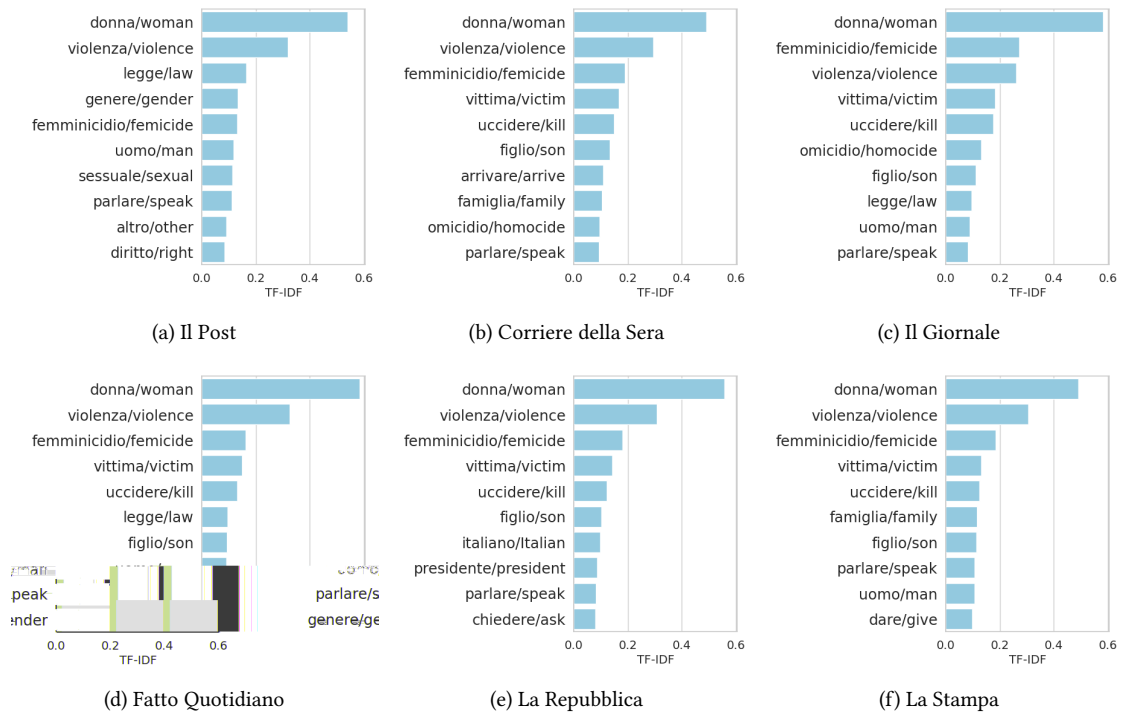 donna/woman
violenza/violence
legge/law
genere/gender
femminicidio/femicide
uomo/man
sessuale/sexual
parlare/speak
altro/other
diritto/right
0.0 0.2 0.4 0.6
TF-IDF
(a) Il Post
donna/woman
violenza/violence
femminicidio/femicide
vittima/victim
uccidere/kill
figlio/son
arrivare/arrive
famiglia/family
omicidio/homocide
parlare/speak
0.0 0.2 0.4 0.6
TF-IDF
(b) Corriere della Sera
donna/woman
femminicidio/femicide
violenza/violence
vittima/victim
uccidere/kill
omicidio/homocide
figlio/son
legge/law
uomo/man
parlare/speak
0.0 0.2 0.4 0.6
TF-IDF
(c) Il Giornale
donna/woman
violenza/violence
femminicidio/femicide
vittima/victim
uccidere/kill
legge/law
figlio/son
peak parlare/s
ender genere/ge
0.0 0.2 0.4 0.6
TF-IDF
(d) Fatto Quotidiano
donna/woman
violenza/violence
femminicidio/femicide
vittima/victim
uccidere/kill
figlio/son
italiano/Italian
presidente/president
parlare/speak
chiedere/ask
0.0 0.2 0.4 0.6
TF-IDF
(e) La Repubblica
donna/woman
violenza/violence
femminicidio/femicide
vittima/victim
uccidere/kill
famiglia/family
figlio/son
parlare/speak
uomo/man
dare/give
0.0 0.2 0.4 0.6
TF-IDF
(f) La Stampa